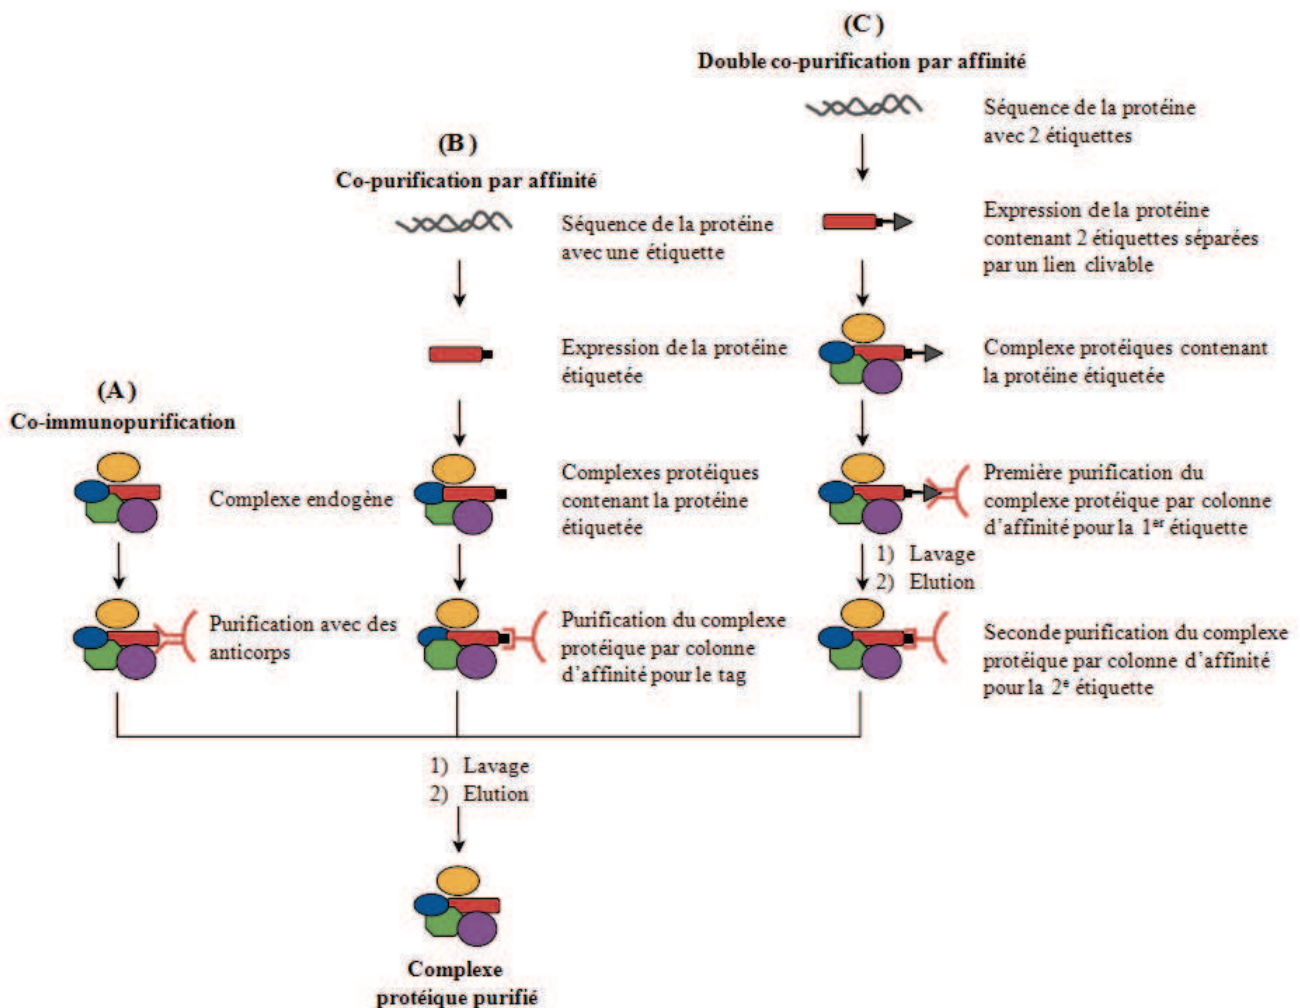 (C)
Double co-purification par affinité
Séquence de la protéine
avec 2 étiquettes
(B)
Co-purification par affinité
Séquence de la protéine
avec une étiquette
Expression de la protéine
contenant 2 étiquettes séparées
par un lien clivable
Expression de la protéine
étiquetée
Complexe protéiques contenant
la protéine étiquetée
(A)
Co-immunopurification
Complexe endogène
Complexes protéiques
contenant la protéine
étiquetée
Première purification du
complexe protéique par colonne
d'affinité pour la 1er étiquette
1) Lavage
2) Elution
Purification avec des
anticorps
Purification du complexe
protéique par colonne
d'affinité pour le tag
Seconde purification du complexe
protéique par colonne d'affinité
pour la 2e étiquette
1) Lavage
2) Elution
Complexe
protéique purifié